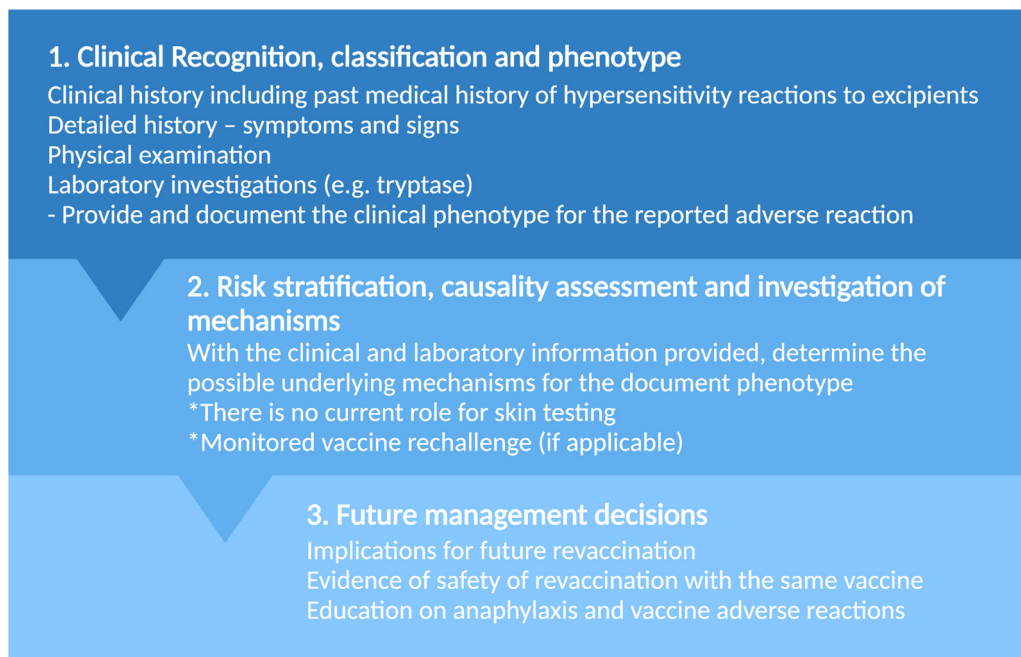 1. Clinical Recognition, classification and phenotype
Clinical history including past medical history of hypersensitivity reactions to excipients
Detailed history – symptoms and signs
Physical examination
Laboratory investigations (e.g. tryptase)
- Provide and document the clinical phenotype for the reported adverse reaction
2. Risk stratification, causality assessment and investigation of
mechanisms
With the clinical and laboratory information provided, determine the
possible underlying mechanisms for the document phenotype
*There is no current role for skin testing
*Monitored vaccine rechallenge (if applicable)
3. Future management decisions
Implications for future revaccination
Evidence of safety of revaccination with the same vaccine
Education on anaphylaxis and vaccine adverse reactions